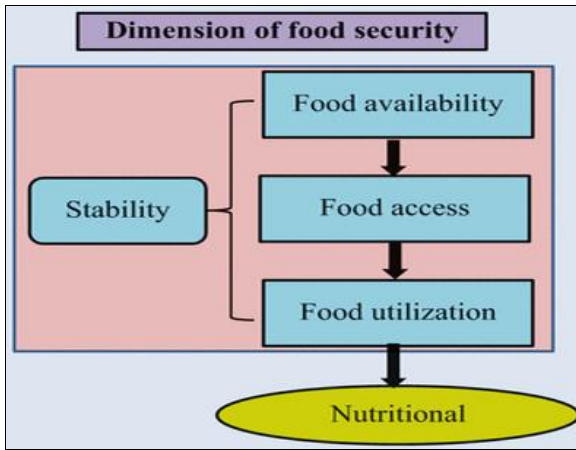 Dimension of food security
Food availability
Stability
Food access
Food utilization
Nutritional